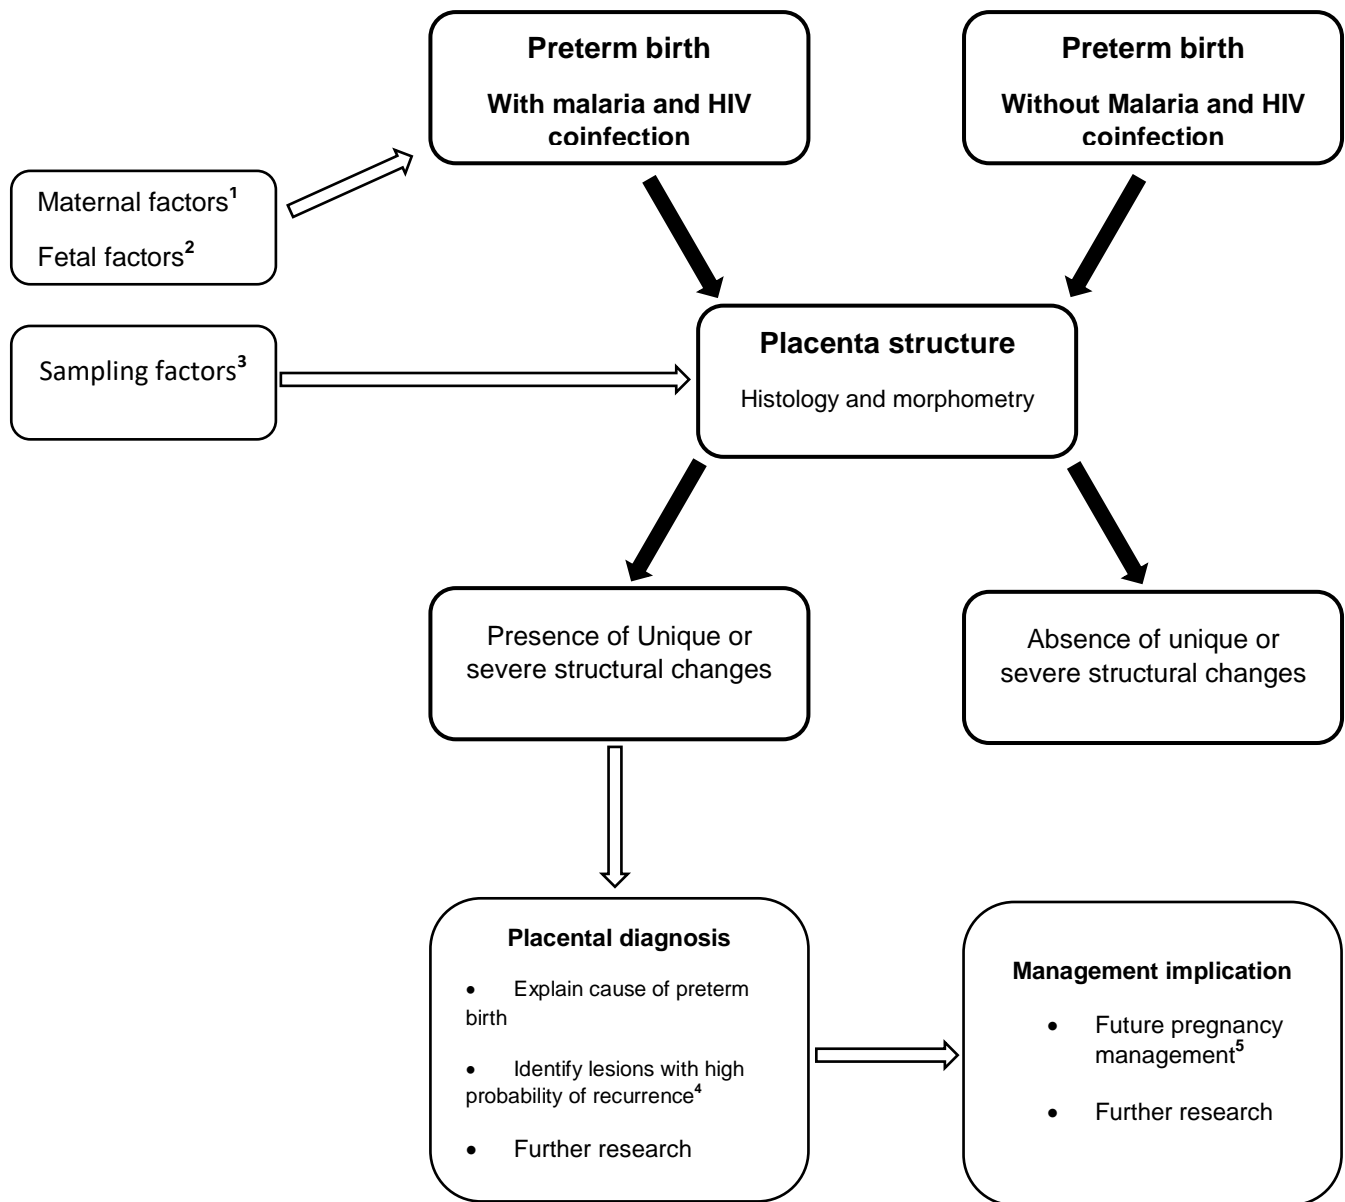 Preterm birth
With malaria and HIV
coinfection
Preterm birth
Without Malaria and HIV
coinfection
Maternal factors¹
Fetal factors²
Sampling factors³
Placenta structure
Histology and morphometry
Presence of Unique or
severe structural changes
Absence of unique or
severe structural changes
Placental diagnosis
• Explain cause of preterm
birth
• Identify lesions with high
probability of recurrence⁴
• Further research
Management implication
• Future pregnancy
management⁵
• Further research